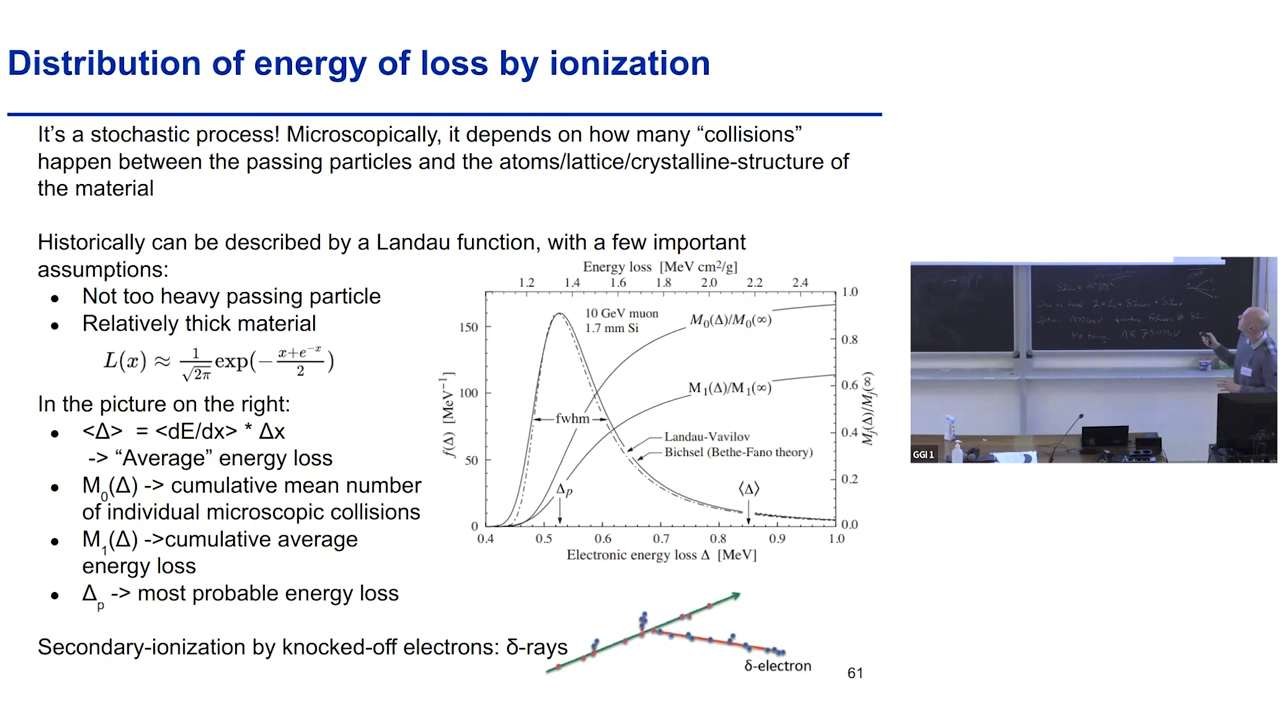 Distribution of energy of loss by ionization
It’s a stochastic process! Microscopically, it depends on how many “collisions”
happen between the passing particles and the atoms/lattice/crystalline-structure of
the material
Historically can be described by a Landau function, with a few important
assumptions:
● Not too heavy passing particle
● Relatively thick material
L(x) ≈ 1/√2π exp(−(x+e^−x)/2)
In the picture on the right:
● <Δ> = <dE/dx> * Δx
-> “Average” energy loss
● M₀(Δ) -> cumulative mean number
of individual microscopic collisions
● M₁(Δ) ->cumulative average
energy loss
● Δp -> most probable energy loss
Secondary-ionization by knocked-off electrons: δ-rays
Energy loss [MeV cm²/g]
1.2 1.4 1.6 1.8 2.0 2.2 2.4
150
100
50
0
f(Δ) [MeV⁻¹]
10 GeV muon
1.7 mm Si
M₀(Δ)/M₀(∞)
M₁(Δ)/M₁(∞)
fwhm
Landau-Vavilov
Bichsel (Bethe-Fano theory)
Δp
⟨Δ⟩
1.0
0.8
0.6
0.4
0.2
0.0
Mj(Δ)/Mj(∞)
0.4 0.5 0.6 0.7 0.8 0.9 1.0
Electronic energy loss Δ [MeV]
δ-electron
61
GGI 1